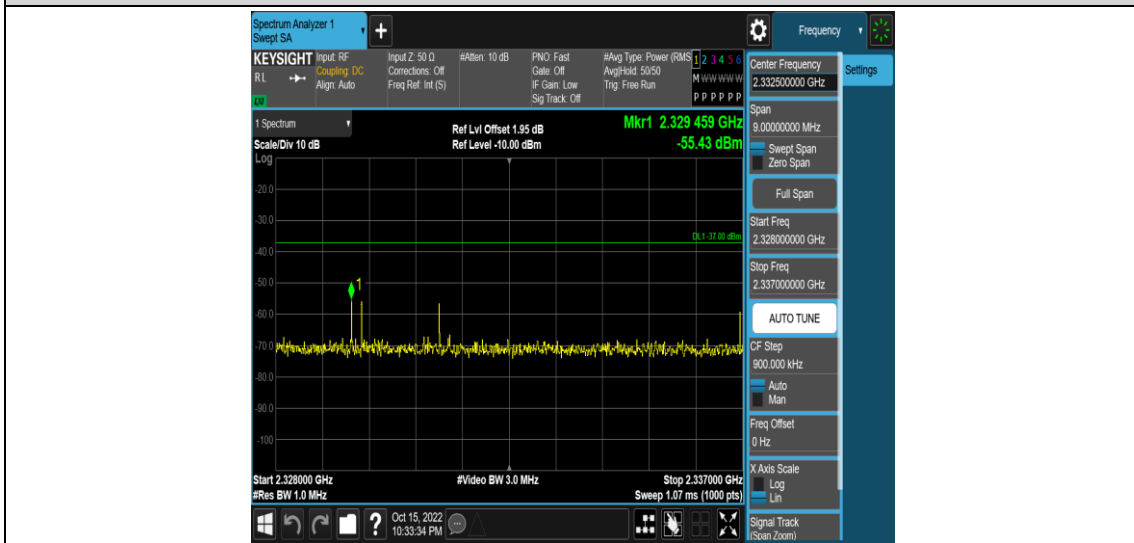 Spectrum Analyzer 1
Swept SA
+
Frequency
KEYSIGHT
RL
LXI
Input: RF
Coupling: DC
Align: Auto
Input Z: 50 Ω
Corrections: Off
Freq Ref: Int (S)
#Atten: 10 dB
PNO: Fast
Gate: Off
IF Gain: Low
Sig Track: Off
#Avg Type: Power (RMS
Avg|Hold: 50/50
Trig: Free Run
1 2 3 4 5 6
M W W W W W
P P P P P P
1 Spectrum
Scale/Div 10 dB
Ref Lvl Offset 1.95 dB
Ref Level -10.00 dBm
Mkr1 2.329 459 GHz
-55.43 dBm
Log
-20.0
-30.0
DL1 -37.00 dBm
-40.0
-50.0
1
-60.0
-70.0
-80.0
-90.0
-100
Start 2.328000 GHz
#Res BW 1.0 MHz
#Video BW 3.0 MHz
Stop 2.337000 GHz
Sweep 1.07 ms (1000 pts)
?
Oct 15, 2022
10:33:34 PM
Center Frequency
2.332500000 GHz
Settings
Span
9.00000000 MHz
Swept Span
Zero Span
Full Span
Start Freq
2.328000000 GHz
Stop Freq
2.337000000 GHz
AUTO TUNE
CF Step
900.000 kHz
Auto
Man
Freq Offset
0 Hz
X Axis Scale
Log
Lin
Signal Track
(Span Zoom)